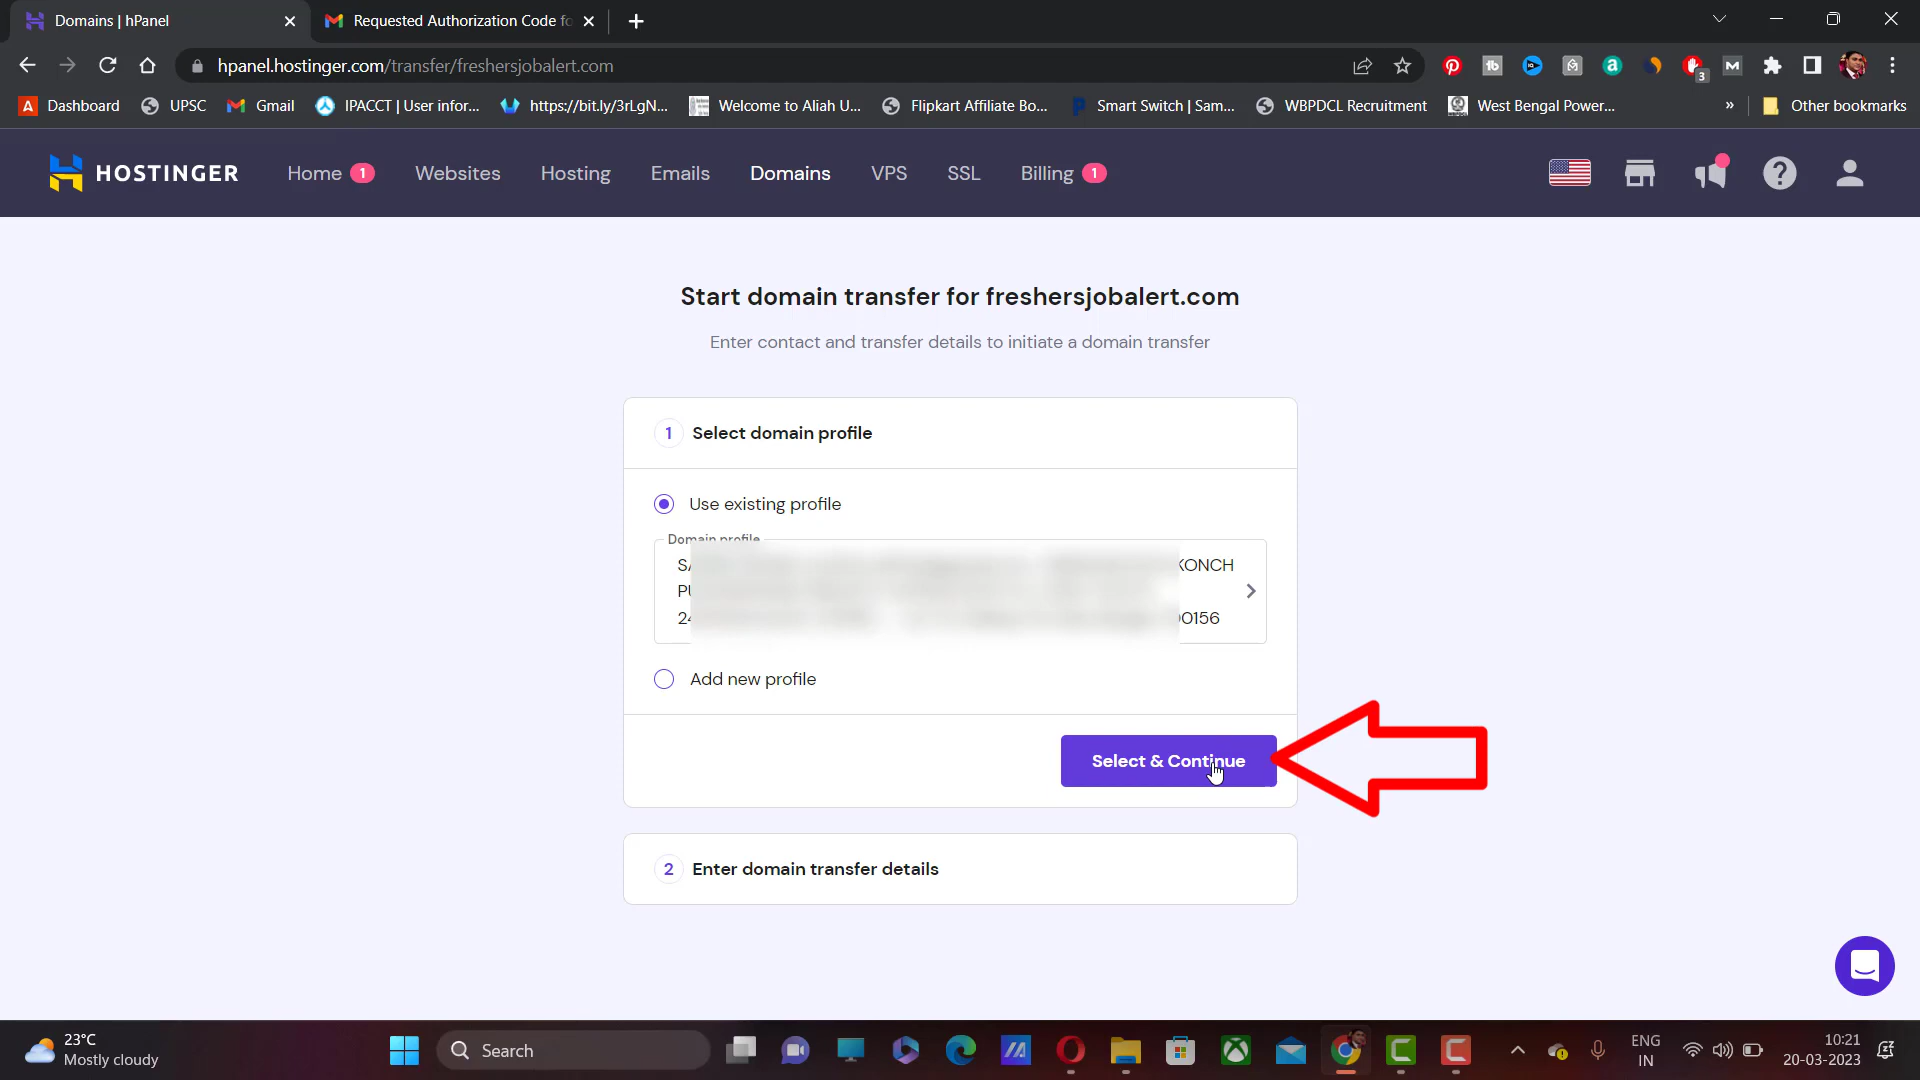 Domains | hPanel
Requested Authorization Code fo
hpanel.hostinger.com/transfer/freshersjobalert.com
3
Dashboard
UPSC
Gmail
IPACCT | User infor...
https://bit.ly/3rLgN...
Welcome to Aliah U...
Flipkart Affiliate Bo...
Smart Switch | Sam...
WBPDCL Recruitment
West Bengal Power...
»
Other bookmarks
HOSTINGER
Home 1
Websites
Hosting
Emails
Domains
VPS
SSL
Billing 1
Start domain transfer for freshersjobalert.com
Enter contact and transfer details to initiate a domain transfer
1 Select domain profile
Use existing profile
Domain profile
KONCH
0156
Add new profile
Select & Continue
2 Enter domain transfer details
23°C
Mostly cloudy
Search
ENG
IN
10:21
20-03-2023